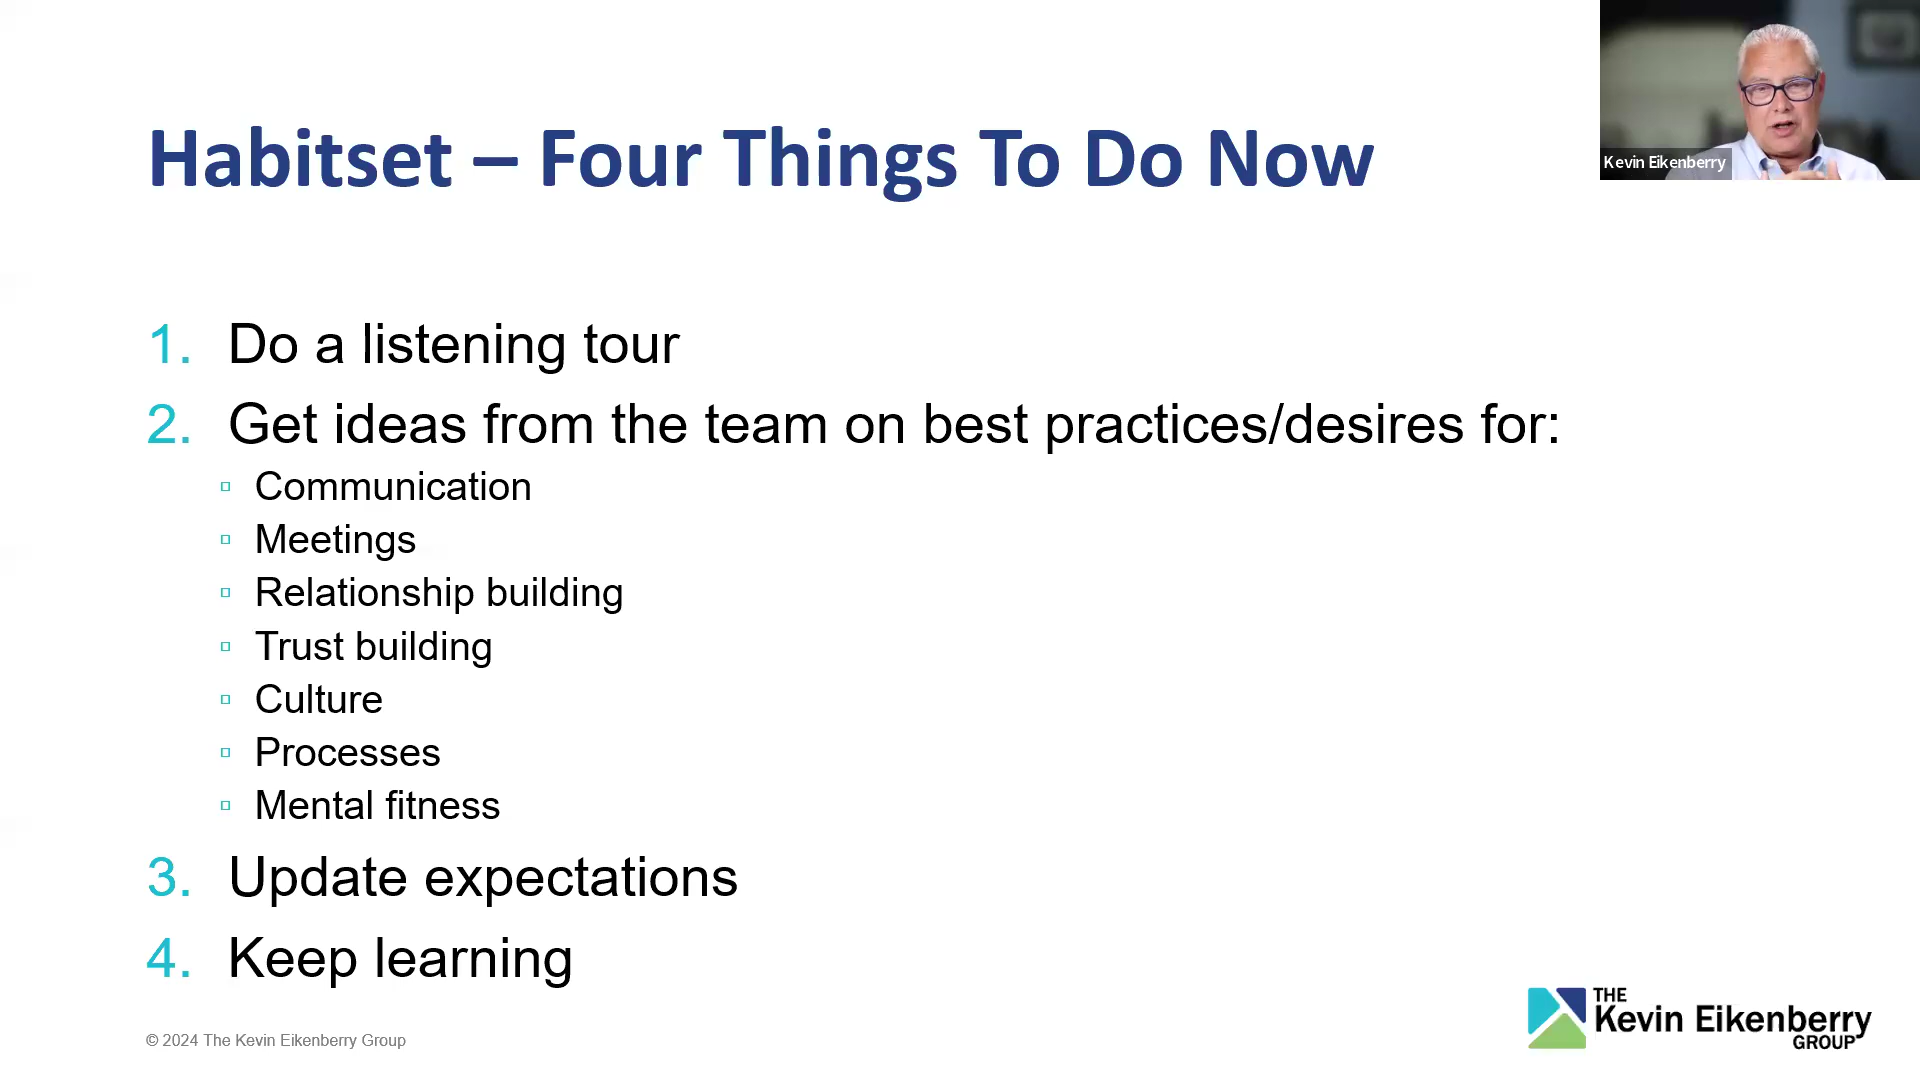 Habitset – Four Things To Do Now
Kevin Eikenberry
1. Do a listening tour
2. Get ideas from the team on best practices/desires for:
▫ Communication
▫ Meetings
▫ Relationship building
▫ Trust building
▫ Culture
▫ Processes
▫ Mental fitness
3. Update expectations
4. Keep learning
© 2024 The Kevin Eikenberry Group
THE
Kevin Eikenberry
GROUP